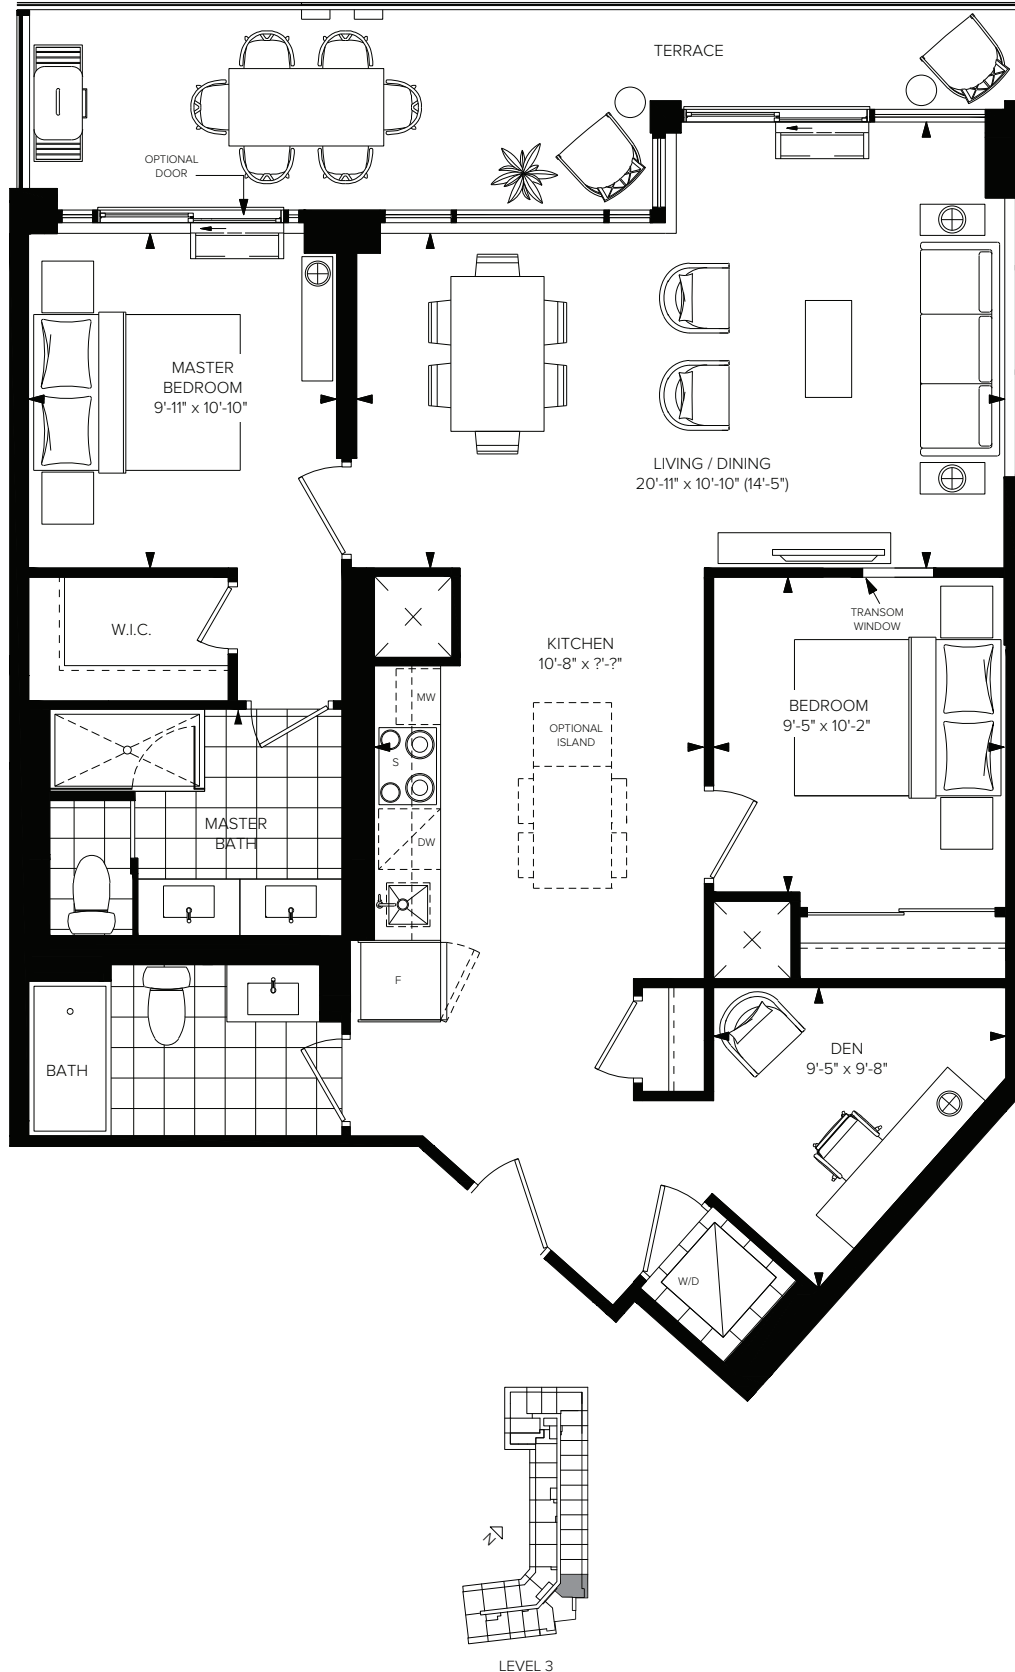 TERRACE
OPTIONAL
DOOR
MASTER
BEDROOM
9'-11" x 10'-10"
LIVING / DINING
20'-11" x 10'-10" (14'-5")
TRANSOM
WINDOW
W.I.C.
KITCHEN
10'-8" x ?'-?"
MW
OPTIONAL
ISLAND
BEDROOM
9'-5" x 10'-2"
S
MASTER
BATH
DW
F
BATH
DEN
9'-5" x 9'-8"
W/D
N
LEVEL 3